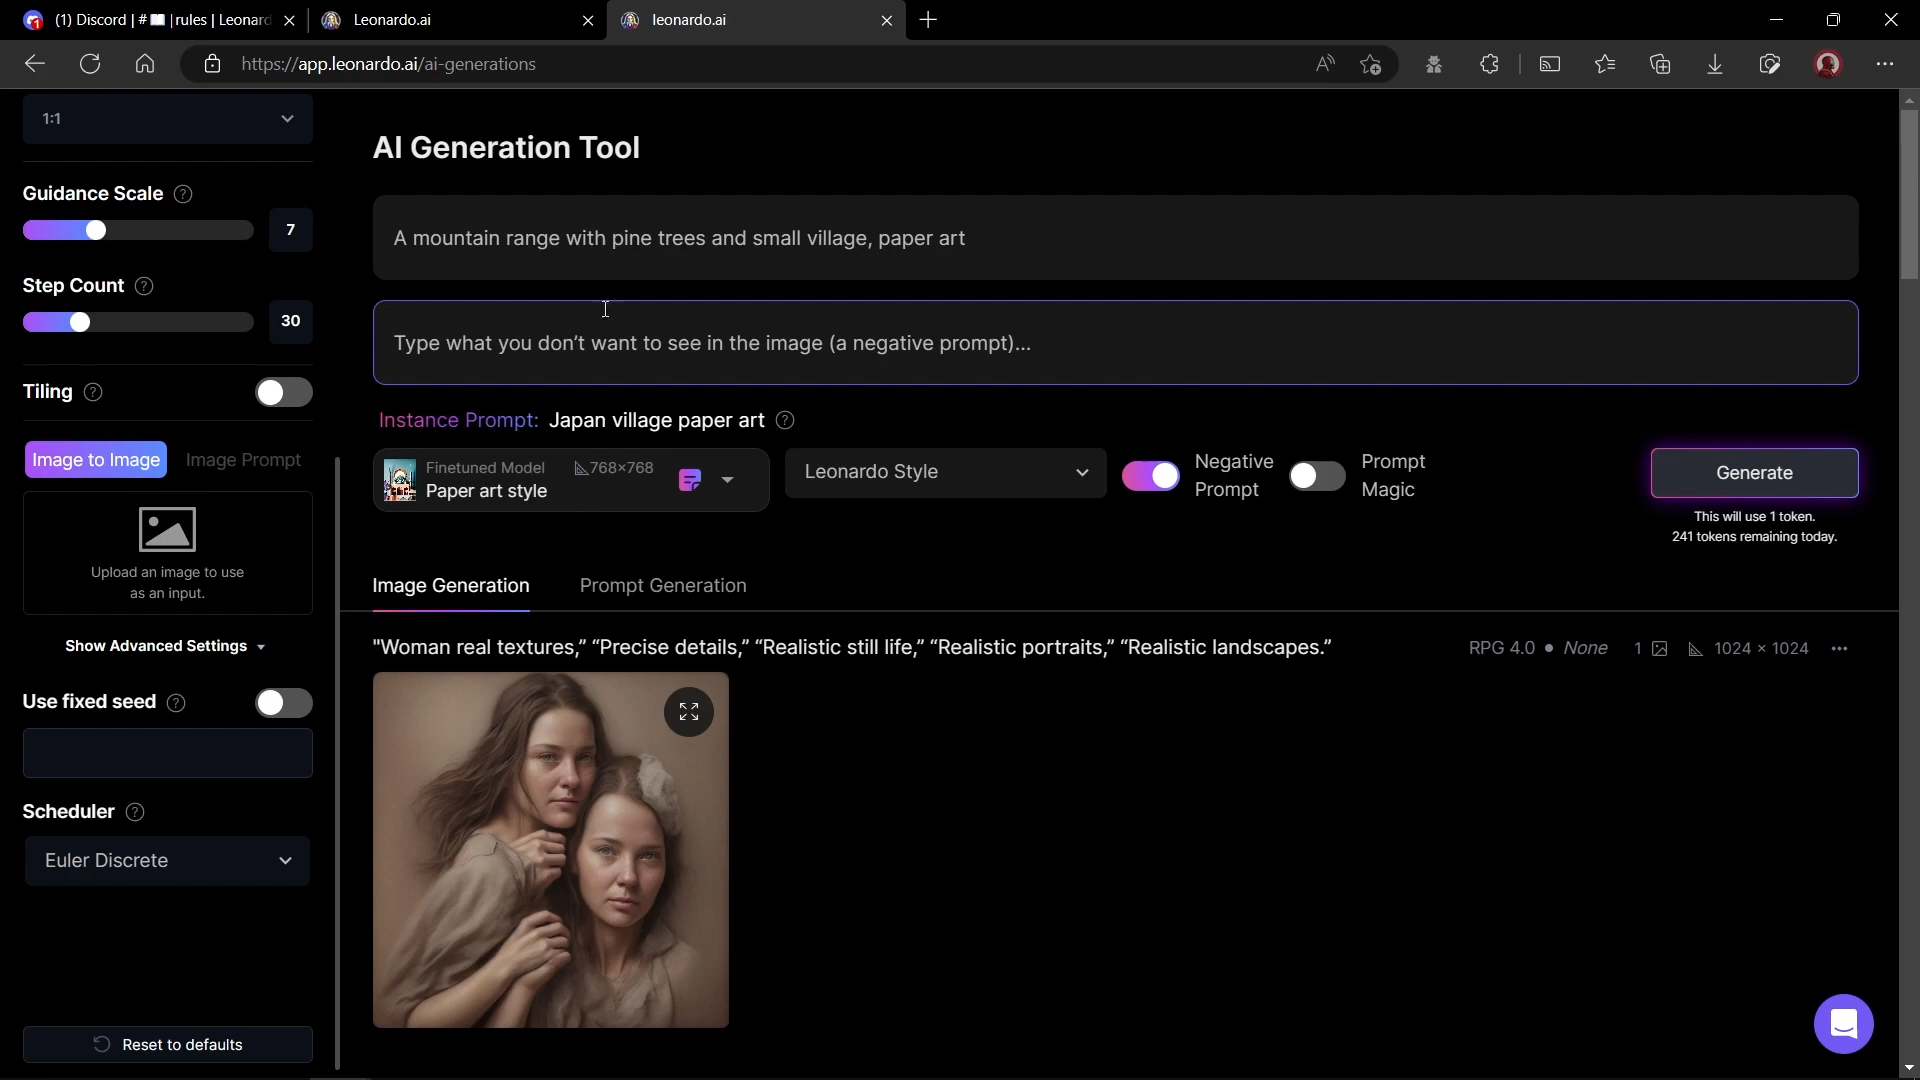 (1) Discord | # |rules | Leonard
Leonardo.ai
leonardo.ai
https://app.leonardo.ai/ai-generations
1:1
Guidance Scale
7
Step Count
30
Tiling
Image to Image
Image Prompt
Upload an image to use
as an input.
Show Advanced Settings
Use fixed seed
Scheduler
Euler Discrete
Reset to defaults
AI Generation Tool
A mountain range with pine trees and small village, paper art
Type what you don't want to see in the image (a negative prompt)...
Instance Prompt: Japan village paper art
Finetuned Model
768×768
Paper art style
Leonardo Style
Negative
Prompt
Prompt
Magic
Generate
This will use 1 token.
241 tokens remaining today.
Image Generation
Prompt Generation
"Woman real textures,” “Precise details,” “Realistic still life,” “Realistic portraits,” “Realistic landscapes.”
RPG 4.0 • None
1
1024 × 1024